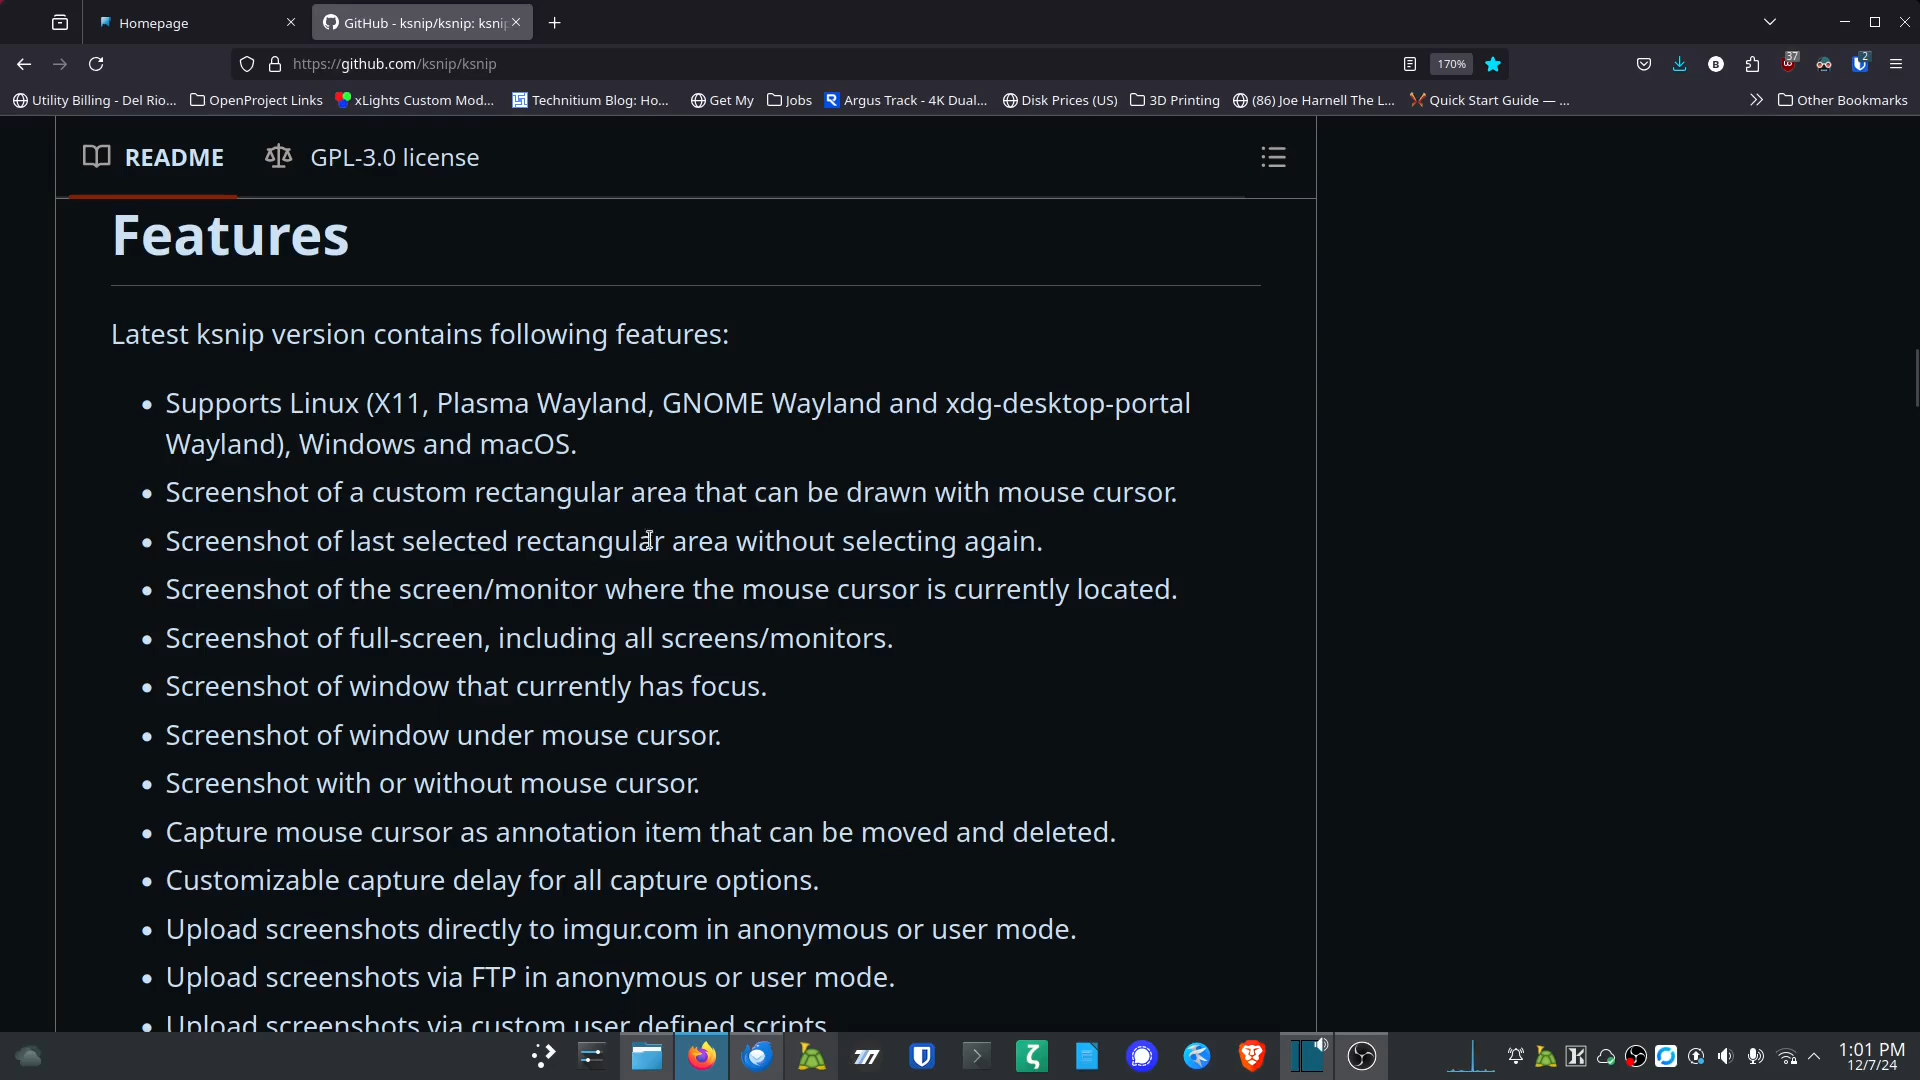 Homepage
GitHub - ksnip/ksnip: ksni
https://github.com/ksnip/ksnip
170%
37
2
Utility Billing - Del Rio...
OpenProject Links
xLights Custom Mod...
Technitium Blog: Ho...
Get My
Jobs
Argus Track - 4K Dual...
Disk Prices (US)
3D Printing
(86) Joe Harnell The L...
Quick Start Guide — ...
Other Bookmarks
README
GPL-3.0 license
Features
Latest ksnip version contains following features:
• Supports Linux (X11, Plasma Wayland, GNOME Wayland and xdg-desktop-portal
Wayland), Windows and macOS.
• Screenshot of a custom rectangular area that can be drawn with mouse cursor.
• Screenshot of last selected rectangular area without selecting again.
• Screenshot of the screen/monitor where the mouse cursor is currently located.
• Screenshot of full-screen, including all screens/monitors.
• Screenshot of window that currently has focus.
• Screenshot of window under mouse cursor.
• Screenshot with or without mouse cursor.
• Capture mouse cursor as annotation item that can be moved and deleted.
• Customizable capture delay for all capture options.
• Upload screenshots directly to imgur.com in anonymous or user mode.
• Upload screenshots via FTP in anonymous or user mode.
• Upload screenshots via custom user defined scripts
1:01 PM
12/7/24